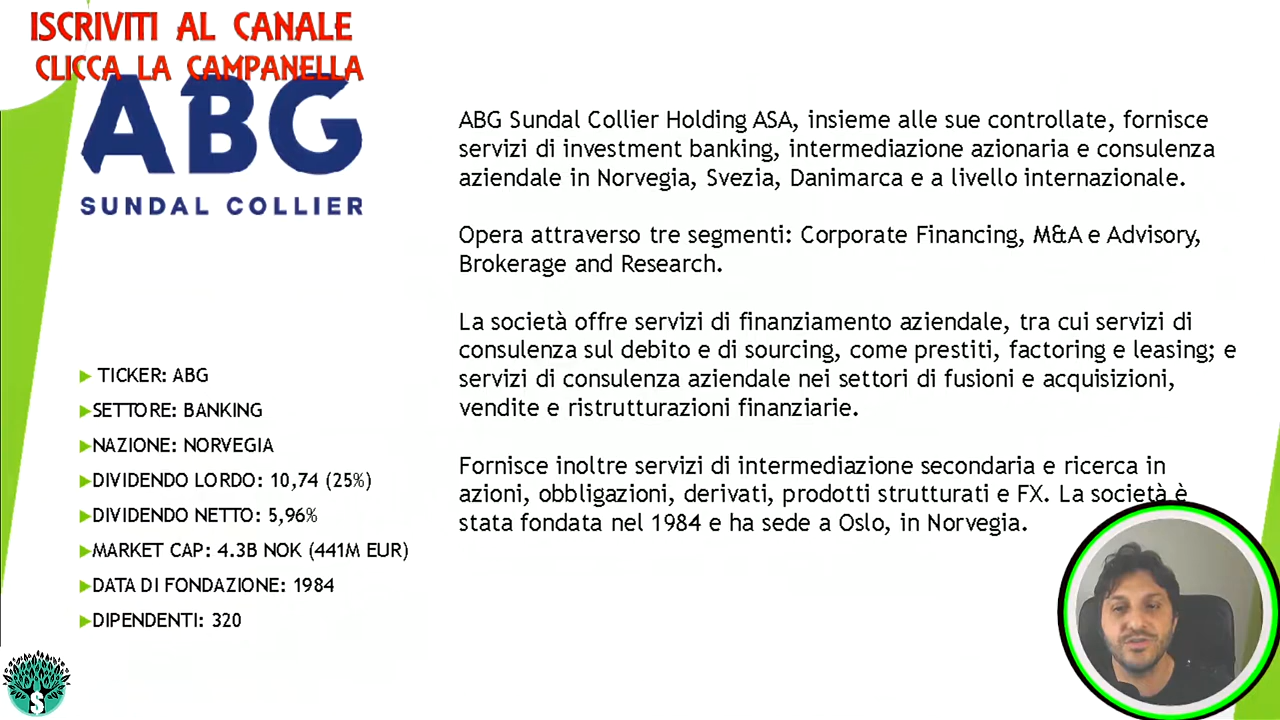 ISCRIVITI AL CANALE
CLICCA LA CAMPANELLA
ABG
SUNDAL COLLIER
TICKER: ABG
SETTORE: BANKING
NAZIONE: NORVEGIA
DIVIDENDO LORDO: 10,74 (25%)
DIVIDENDO NETTO: 5,96%
MARKET CAP: 4.3B NOK (441M EUR)
DATA DI FONDAZIONE: 1984
DIPENDENTI: 320
ABG Sundal Collier Holding ASA, insieme alle sue controllate, fornisce
servizi di investment banking, intermediazione azionaria e consulenza
aziendale in Norvegia, Svezia, Danimarca e a livello internazionale.
Opera attraverso tre segmenti: Corporate Financing, M&A e Advisory,
Brokerage and Research.
La società offre servizi di finanziamento aziendale, tra cui servizi di
consulenza sul debito e di sourcing, come prestiti, factoring e leasing; e
servizi di consulenza aziendale nei settori di fusioni e acquisizioni,
vendite e ristrutturazioni finanziarie.
Fornisce inoltre servizi di intermediazione secondaria e ricerca in
azioni, obbligazioni, derivati, prodotti strutturati e FX. La società è
stata fondata nel 1984 e ha sede a Oslo, in Norvegia.
$